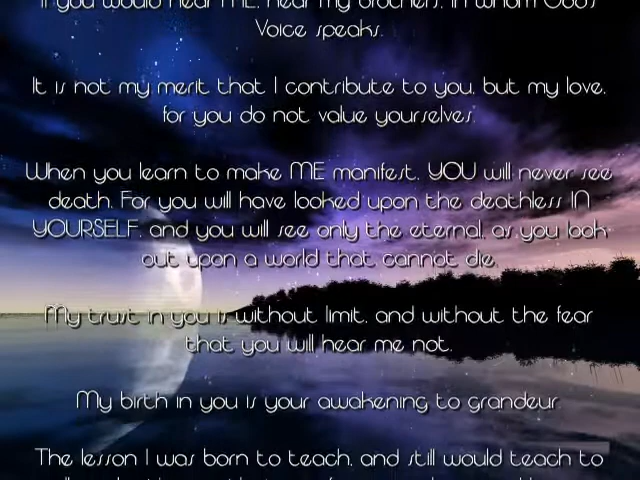 If you would hear ME, hear my brothers, in whom God's
Voice speaks.
It is not my merit that I contribute to you, but my love,
for you do not value yourselves.
When you learn to make ME manifest, YOU will never see
death. For you will have looked upon the deathless IN
YOURSELF, and you will see only the eternal, as you look
out upon a world that cannot die.
My trust in you is without limit, and without the fear
that you will hear me not.
My birth in you is your awakening to grandeur.
The lesson I was born to teach, and still would teach to